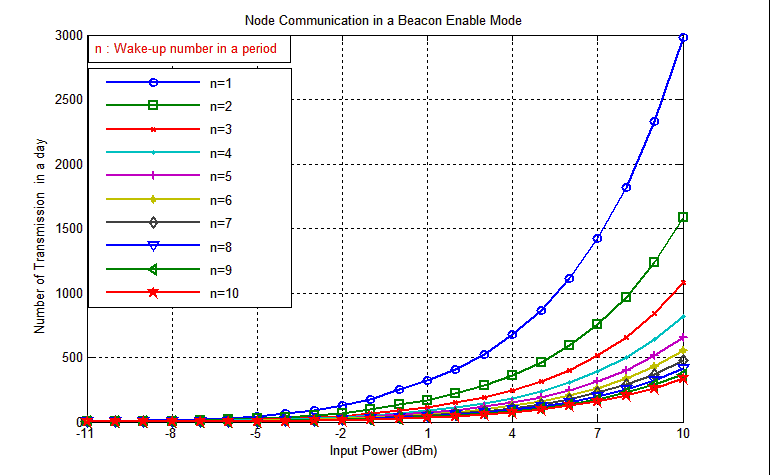 Node Communication in a Beacon Enable Mode
n : Wake-up number in a period
n=1
n=2
n=3
n=4
n=5
n=6
n=7
n=8
n=9
n=10
Number of Transmission in a day
3000
2500
2000
1500
1000
500
0
-11 -8 -5 -2 1 4 7 10
Input Power (dBm)